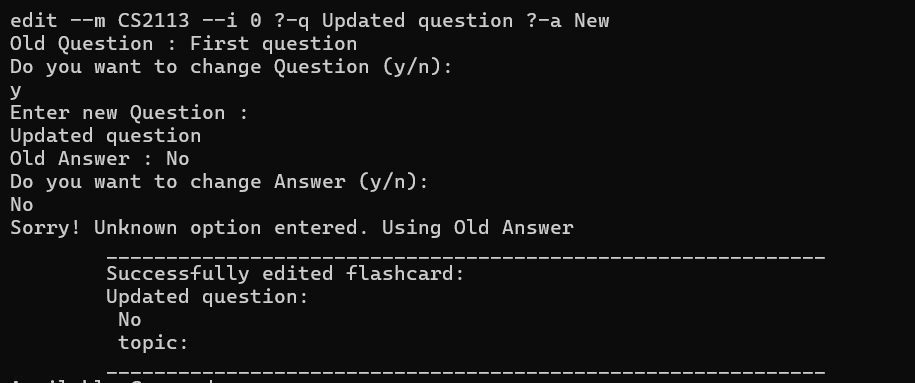 edit --m CS2113 --i 0 ?-q Updated question ?-a New
Old Question : First question
Do you want to change Question (y/n):
y
Enter new Question :
Updated question
Old Answer : No
Do you want to change Answer (y/n):
No
Sorry! Unknown option entered. Using Old Answer
____________________________________________________________
Successfully edited flashcard:
Updated question:
No
topic:
____________________________________________________________